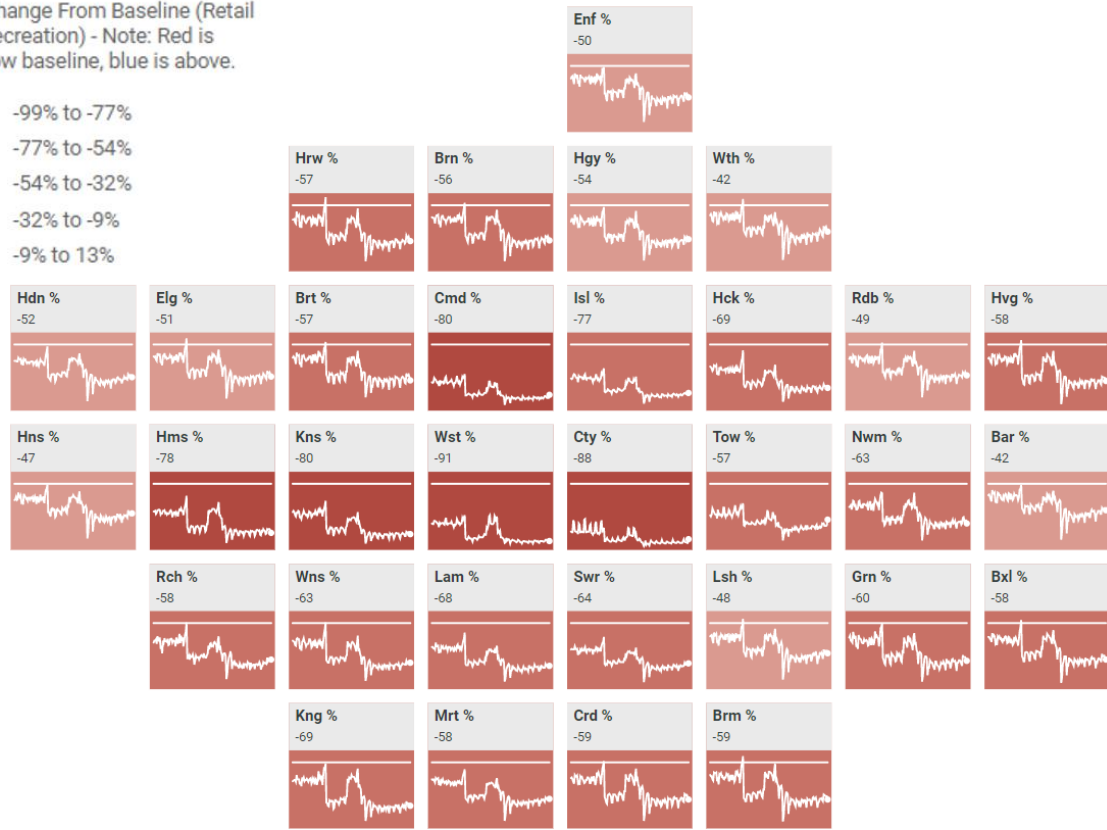 hange From Baseline (Retail
ecreation) - Note: Red is
w baseline, blue is above.
-99% to -77%
-77% to -54%
-54% to -32%
-32% to -9%
-9% to 13%
Enf %
-50
Hrw %
-57
Brn %
-56
Hgy %
-54
Wth %
-42
Hdn %
-52
Elg %
-51
Brt %
-57
Cmd %
-80
Isl %
-77
Hck %
-69
Rdb %
-49
Hvg %
-58
Hns %
-47
Hms %
-78
Kns %
-80
Wst %
-91
Cty %
-88
Tow %
-57
Nwm %
-63
Bar %
-42
Rch %
-58
Wns %
-63
Lam %
-68
Swr %
-64
Lsh %
-48
Grn %
-60
Bxl %
-58
Kng %
-69
Mrt %
-58
Crd %
-59
Brm %
-59